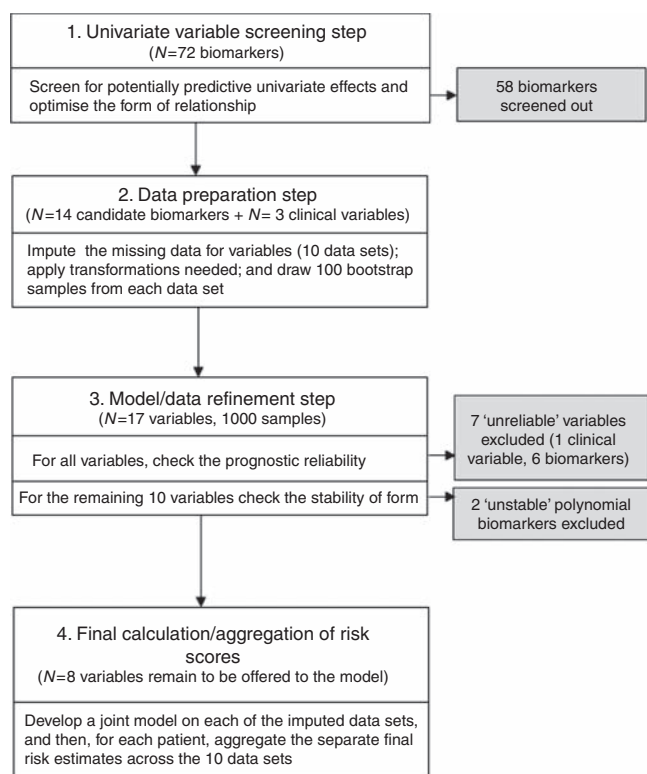 1. Univariate variable screening step
(N=72 biomarkers)
Screen for potentially predictive univariate effects and
optimise the form of relationship
58 biomarkers
screened out
2. Data preparation step
(N=14 candidate biomarkers + N= 3 clinical variables)
Impute the missing data for variables (10 data sets);
apply transformations needed; and draw 100 bootstrap
samples from each data set
3. Model/data refinement step
(N=17 variables, 1000 samples)
For all variables, check the prognostic reliability
7 ‘unreliable’ variables
excluded (1 clinical
variable, 6 biomarkers)
For the remaining 10 variables check the stability of form
2 ‘unstable’ polynomial
biomarkers excluded
4. Final calculation/aggregation of risk
scores
(N=8 variables remain to be offered to the model)
Develop a joint model on each of the imputed data sets,
and then, for each patient, aggregate the separate final
risk estimates across the 10 data sets